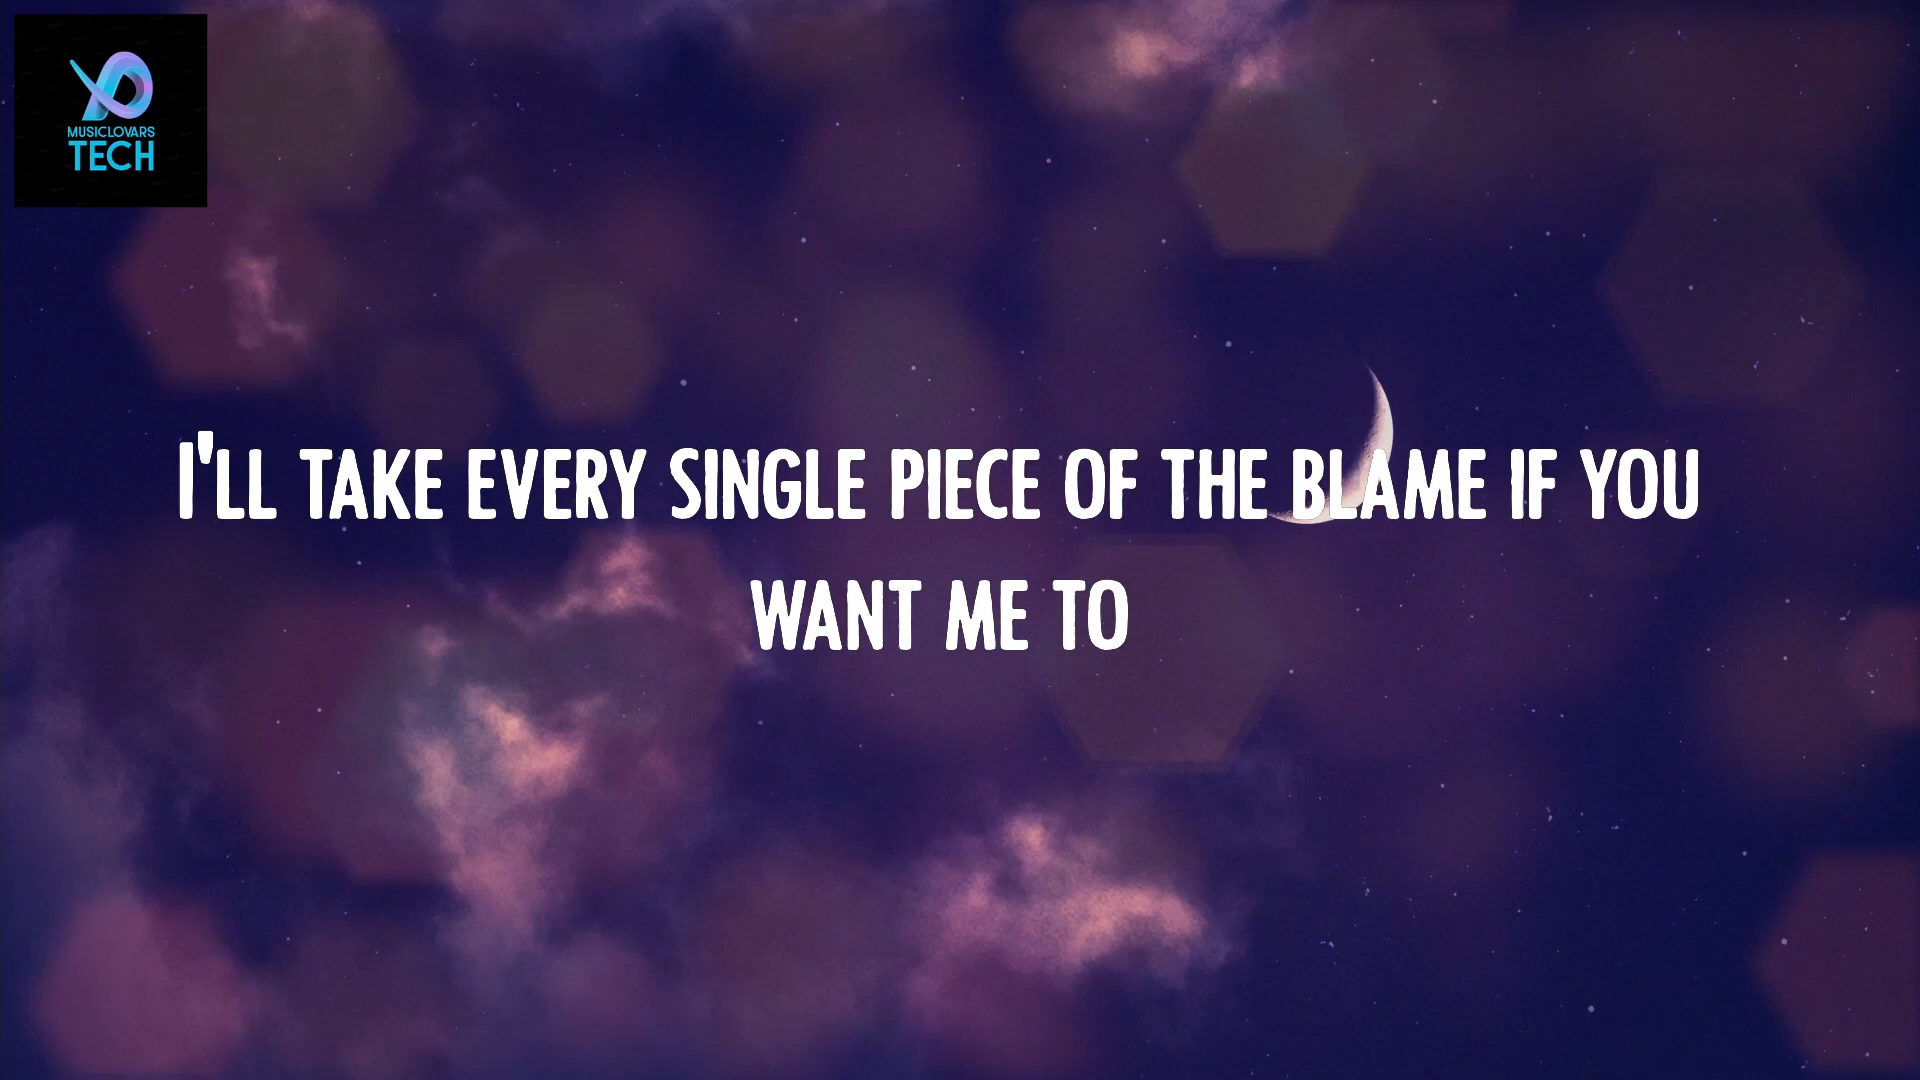 MUSICLOVARS
TECH
I'LL TAKE EVERY SINGLE PIECE OF THE BLAME IF YOU
WANT ME TO